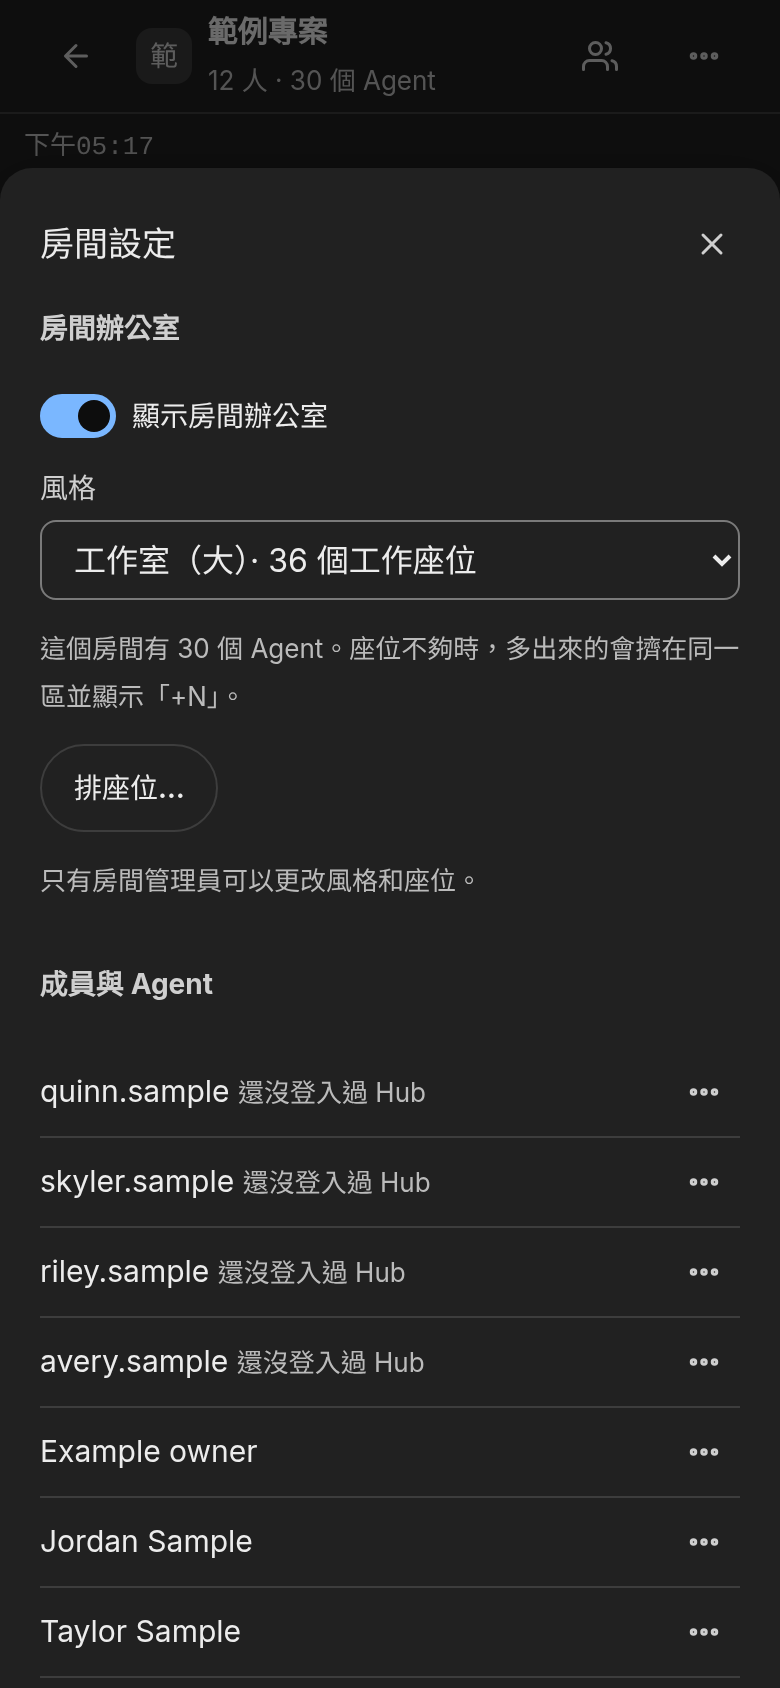 範
範例專案
12 人 · 30 個 Agent
下午05:17
房間設定
房間辦公室
顯示房間辦公室
風格
工作室（大）· 36 個工作座位
這個房間有 30 個 Agent。座位不夠時，多出來的會擠在同一
區並顯示「+N」。
排座位...
只有房間管理員可以更改風格和座位。
成員與 Agent
quinn.sample 還沒登入過 Hub
skyler.sample 還沒登入過 Hub
riley.sample 還沒登入過 Hub
avery.sample 還沒登入過 Hub
Example owner
Jordan Sample
Taylor Sample